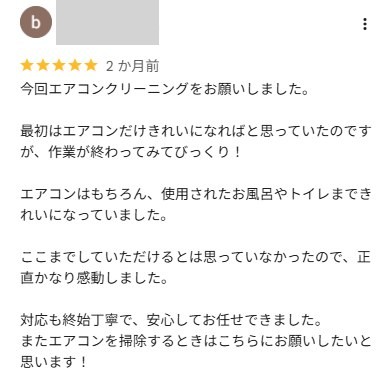 b
2 か月前
今回エアコンクリーニングをお願いしました。
最初はエアコンだけきれいになればと思っていたのです
が、作業が終わってみてびっくり！
エアコンはもちろん、使用されたお風呂やトイレまでき
れいになっていました。
ここまでしていただけるとは思っていなかったので、正
直かなり感動しました。
対応も終始丁寧で、安心してお任せできました。
またエアコンを掃除するときはこちらにお願いしたいと
思います！